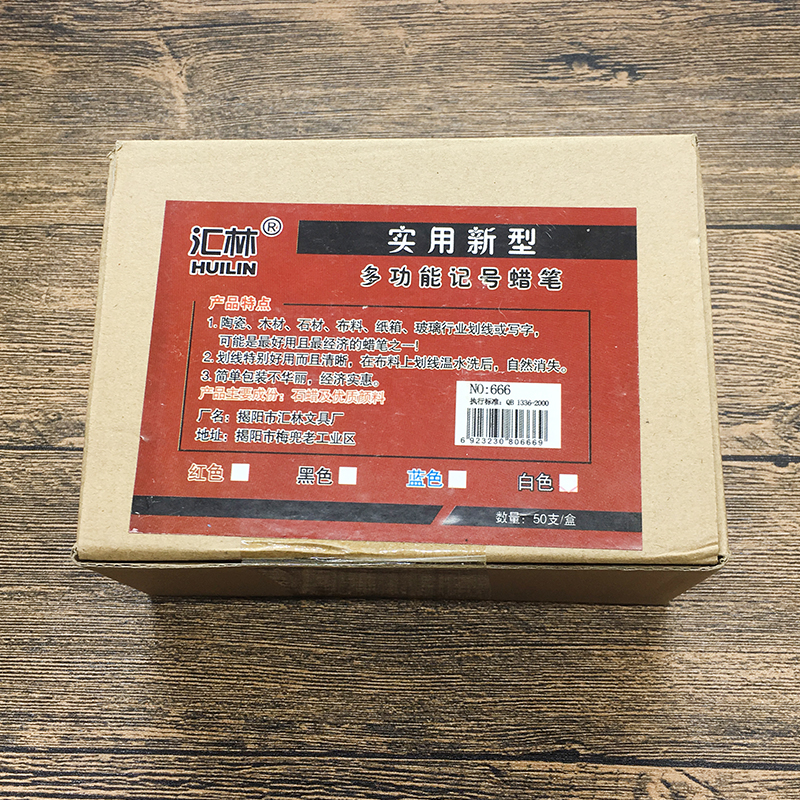 汇林®
HUILIN
实用新型
多功能记号蜡笔
产品特点
1. 陶瓷、木材、石材、布料、纸箱、玻璃行业划线或写字,
可能是最好用且最经济的蜡笔之一!
2. 划线特别好用而且清晰, 在布料上划线温水洗后, 自然消失。
3. 简单包装不华丽, 经济实惠。
产品主要成份: 石蜡及优质颜料
厂名: 揭阳市汇林文具厂
地址: 揭阳市梅兜老工业区
NO:666
执行标准: QB 1336-2000
6 923230 806669
红色 黑色 蓝色 白色
数量: 50支/盒